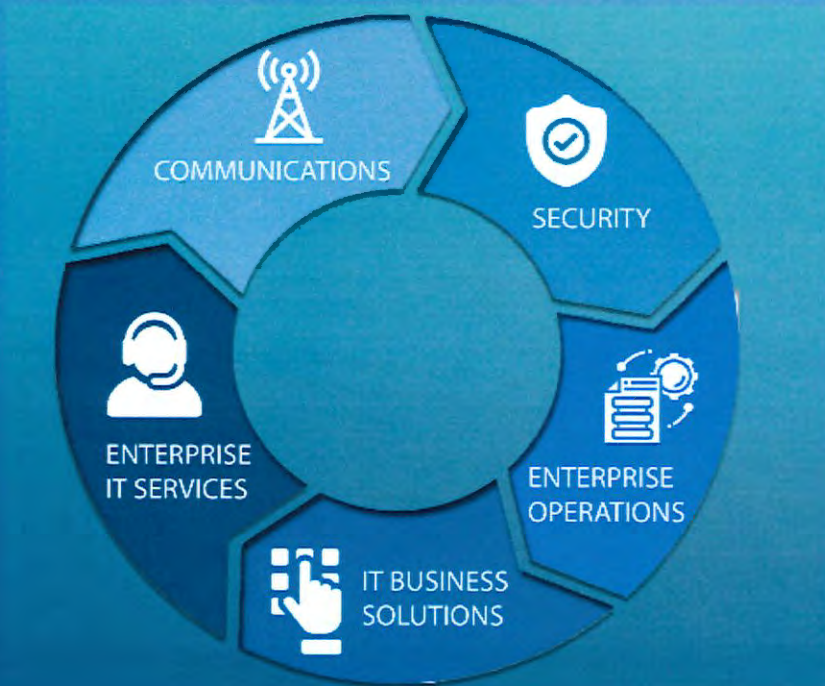 COMMUNICATIONS
SECURITY
ENTERPRISE
OPERATIONS
IT BUSINESS
SOLUTIONS
ENTERPRISE
IT SERVICES